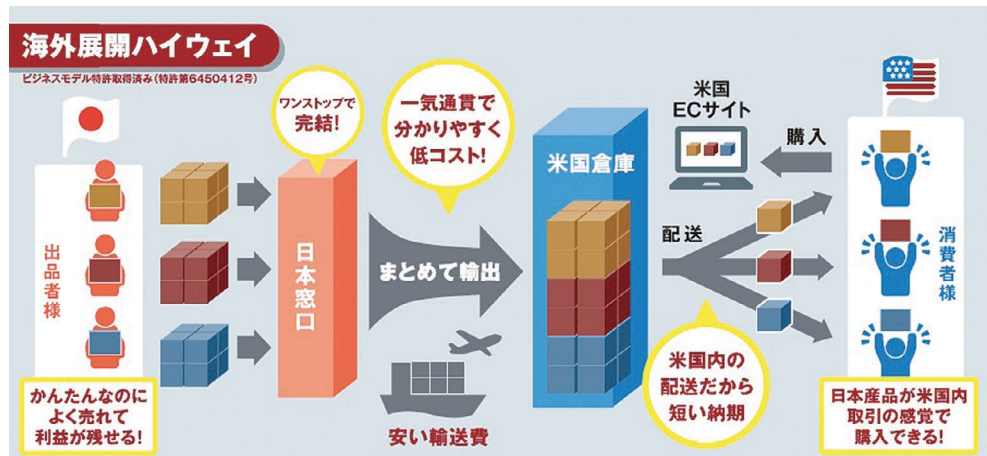 海外展開ハイウェイ
ビジネスモデル特許取得済み(特許第6450412号)
出品者様
かんたんなのに
よく売れて
利益が残せる!
ワンストップで
完結!
日本窓口
一気通貫で
分かりやすく
低コスト!
まとめて輸出
安い輸送費
米国倉庫
米国
ECサイト
購入
配送
米国内の
配送だから
短い納期
消費者様
日本産品が米国内
取引の感覚で
購入できる!